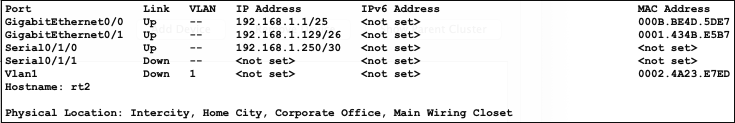 Port Link VLAN IP Address IPv6 Address MAC Address
GigabitEthernet0/0 Up -- 192.168.1.1/25 <not set> 000B.BE4D.5DE7
GigabitEthernet0/1 Up -- 192.168.1.129/26 <not set> 0001.434B.E5B7
Serial0/1/0 Up -- 192.168.1.250/30 <not set>
Serial0/1/1 Down -- <not set> <not set>
Vlan1 Down 1 <not set> <not set> 0002.4A23.E7ED
Hostname: rt2
Physical Location: Intercity, Home City, Corporate Office, Main Wiring Closet